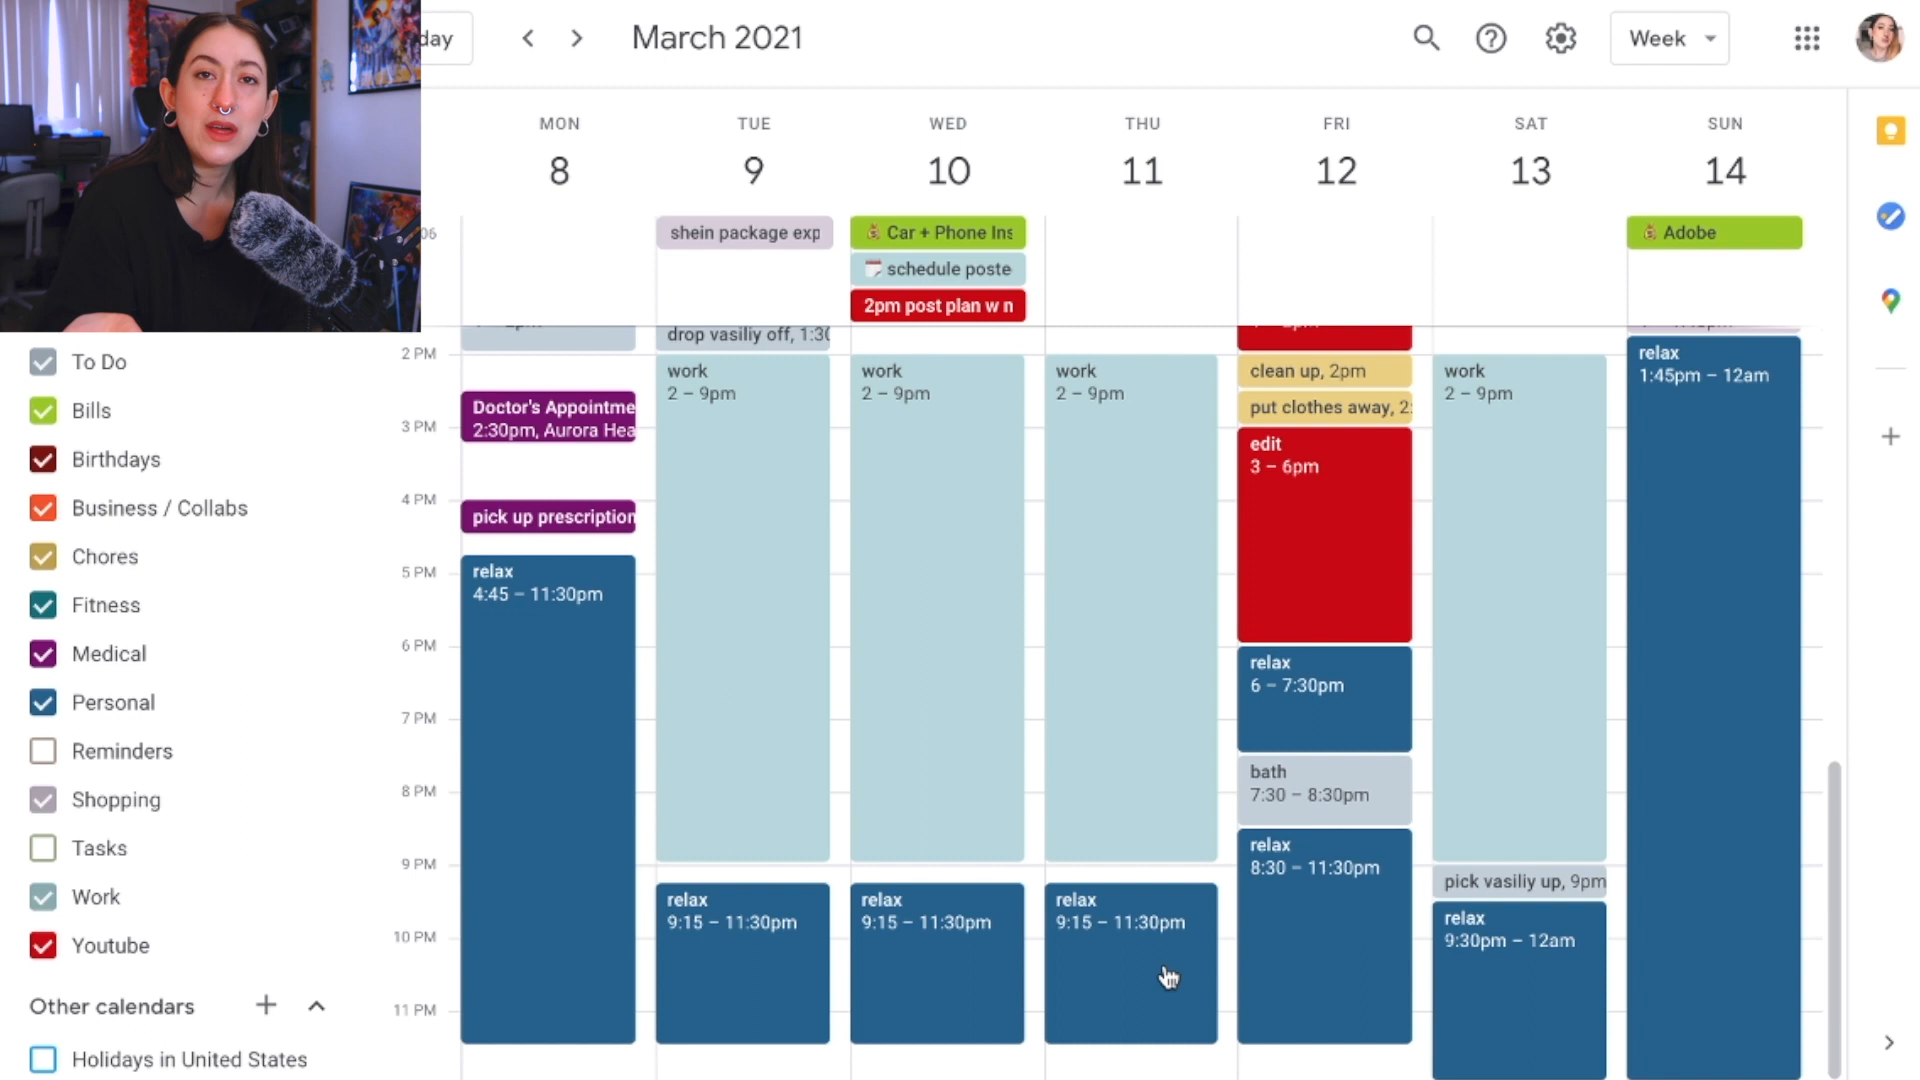 day
March 2021
Week
MON
TUE
WED
THU
FRI
SAT
SUN
8
9
10
11
12
13
14
06
shein package exp
Car + Phone Ins
Adobe
schedule poste
2pm post plan w n
drop vasiliy off, 1:30
To Do
Bills
Birthdays
Business / Collabs
Chores
Fitness
Medical
Personal
Reminders
Shopping
Tasks
Work
Youtube
Other calendars
Holidays in United States
2 PM
3 PM
4 PM
5 PM
6 PM
7 PM
8 PM
9 PM
10 PM
11 PM
Doctor's Appointme
2:30pm, Aurora Hea
pick up prescription
relax
4:45 – 11:30pm
work
2 – 9pm
relax
9:15 – 11:30pm
work
2 – 9pm
relax
9:15 – 11:30pm
work
2 – 9pm
relax
9:15 – 11:30pm
clean up, 2pm
put clothes away, 2:
edit
3 – 6pm
relax
6 – 7:30pm
bath
7:30 – 8:30pm
relax
8:30 – 11:30pm
work
2 – 9pm
pick vasiliy up, 9pm
relax
9:30pm – 12am
relax
1:45pm – 12am